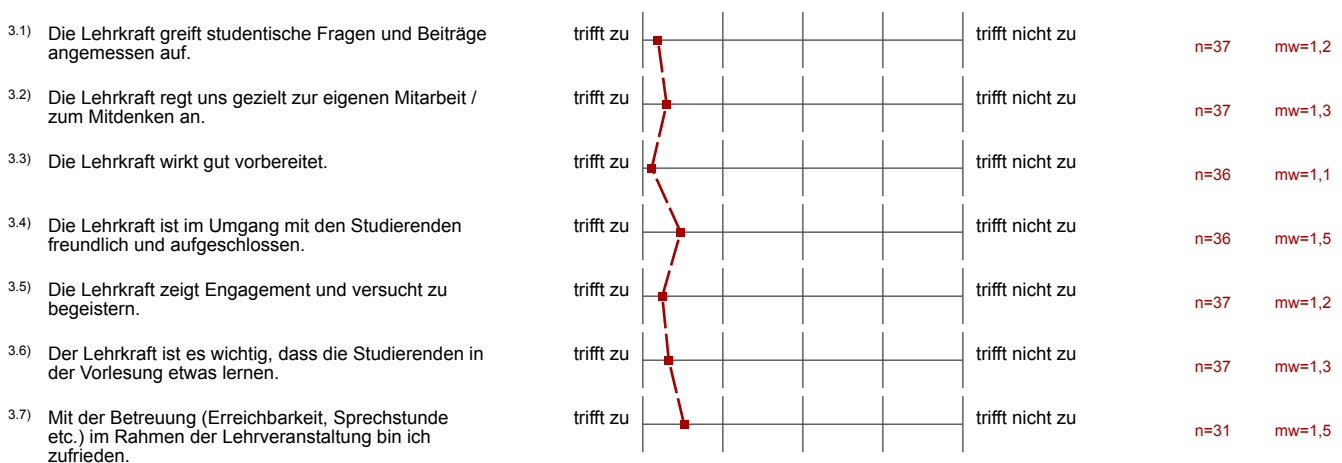 3.1) Die Lehrkraft greift studentische Fragen und Beiträge
angemessen auf.
trifft zu trifft nicht zu
n=37 mw=1,2
3.2) Die Lehrkraft regt uns gezielt zur eigenen Mitarbeit /
zum Mitdenken an.
trifft zu trifft nicht zu
n=37 mw=1,3
3.3) Die Lehrkraft wirkt gut vorbereitet.
trifft zu trifft nicht zu
n=36 mw=1,1
3.4) Die Lehrkraft ist im Umgang mit den Studierenden
freundlich und aufgeschlossen.
trifft zu trifft nicht zu
n=36 mw=1,5
3.5) Die Lehrkraft zeigt Engagement und versucht zu
begeistern.
trifft zu trifft nicht zu
n=37 mw=1,2
3.6) Der Lehrkraft ist es wichtig, dass die Studierenden in
der Vorlesung etwas lernen.
trifft zu trifft nicht zu
n=37 mw=1,3
3.7) Mit der Betreuung (Erreichbarkeit, Sprechstunde
etc.) im Rahmen der Lehrveranstaltung bin ich
zufrieden.
trifft zu trifft nicht zu
n=31 mw=1,5